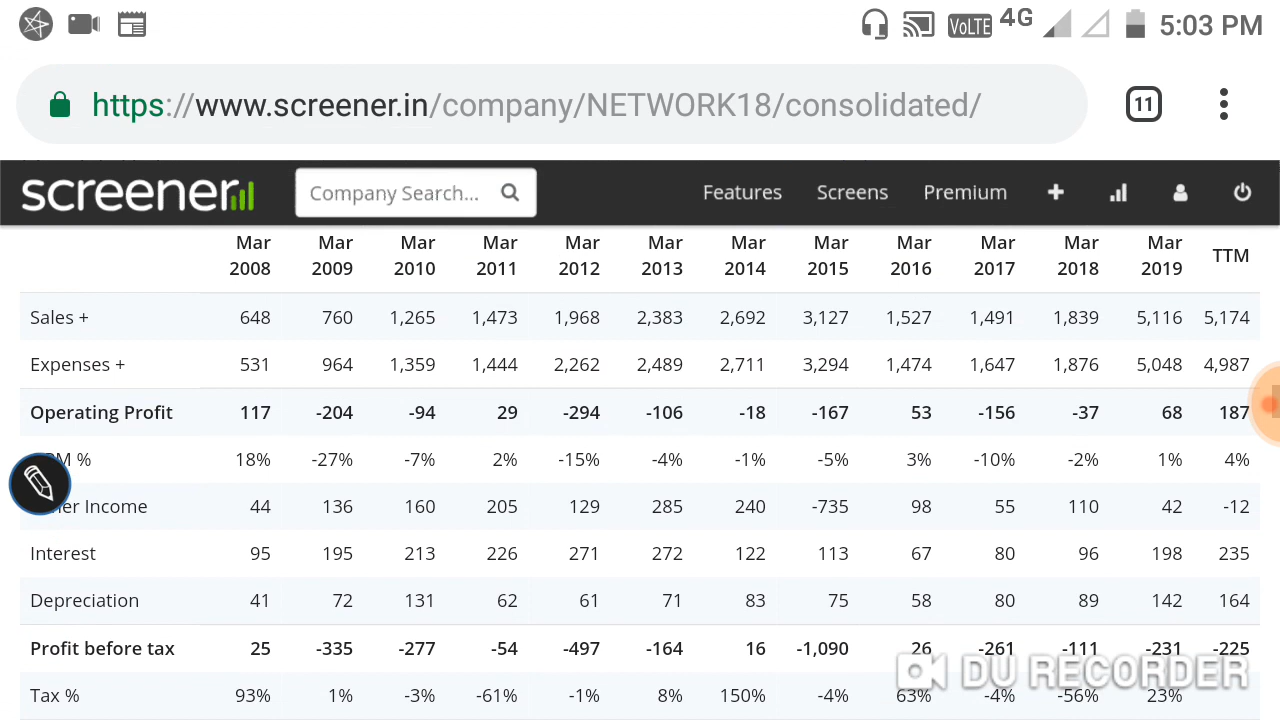 VoLTE 4G 5:03 PM
https://www.screener.in/company/NETWORK18/consolidated/ 11
screener Company Search... Features Screens Premium
Mar Mar Mar Mar Mar Mar Mar Mar Mar Mar Mar Mar TTM
2008 2009 2010 2011 2012 2013 2014 2015 2016 2017 2018 2019
Sales + 648 760 1,265 1,473 1,968 2,383 2,692 3,127 1,527 1,491 1,839 5,116 5,174
Expenses + 531 964 1,359 1,444 2,262 2,489 2,711 3,294 1,474 1,647 1,876 5,048 4,987
Operating Profit 117 -204 -94 29 -294 -106 -18 -167 53 -156 -37 68 187
% 18% -27% -7% 2% -15% -4% -1% -5% 3% -10% -2% 1% 4%
Income 44 136 160 205 129 285 240 -735 98 55 110 42 -12
Interest 95 195 213 226 271 272 122 113 67 80 96 198 235
Depreciation 41 72 131 62 61 71 83 75 58 80 89 142 164
Profit before tax 25 -335 -277 -54 -497 -164 16 -1,090 26 -261 -111 -231 -225
DU RECORDER
Tax % 93% 1% -3% -61% -1% 8% 150% -4% 63% -4% -56% 23%